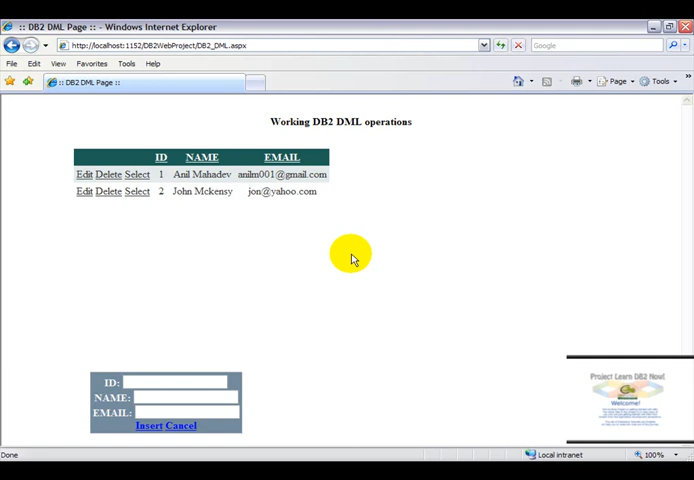 :: DB2 DML Page :: - Windows Internet Explorer
http://localhost:1152/DB2WebProject/DB2_DML.aspx
Google
File Edit View Favorites Tools Help
:: DB2 DML Page ::
Page Tools
Working DB2 DML operations
ID NAME EMAIL
Edit Delete Select 1 Anil Mahadev anilm001@gmail.com
Edit Delete Select 2 John Mckensy jon@yahoo.com
Project Learn DB2 Now!
Welcome!
ID:
NAME:
EMAIL:
Insert Cancel
Done Local intranet 100%